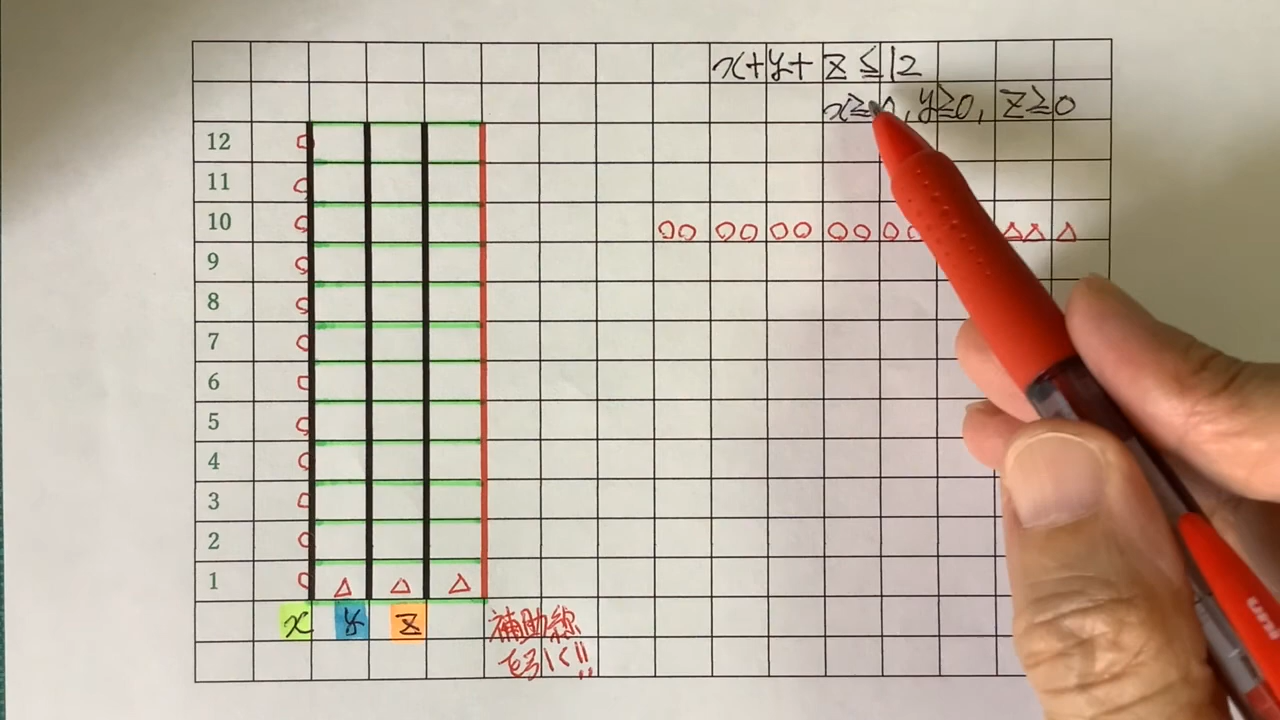 x+y+z≦12
x≧0, y≧0, z≧0
12
11
10
○○ ○○ ○○ ○○ ○○ △△ △
9
8
7
6
5
4
3
2
1 △ △ △
x y z
補助線
を引く!!